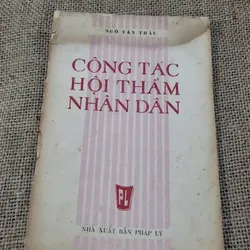 NGÔ VĂN THÂU
CÔNG TÁC
HỘI THẨM
NHÂN DÂN
PL
NHÀ XUẤT BẢN PHÁP LÝ